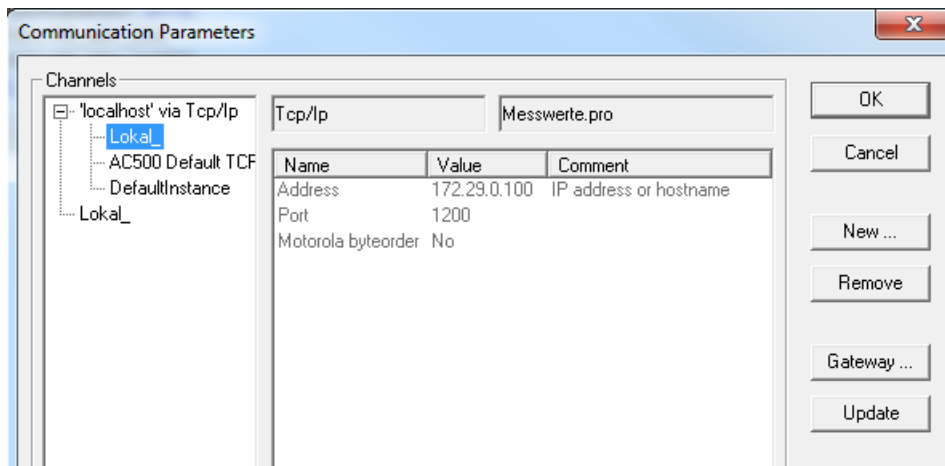 Communication Parameters
Channels
'localhost' via Tcp/Ip
Lokal_
AC500 Default TCF
DefaultInstance
Lokal_
Tcp/Ip
Messwerte.pro
Name Value Comment
Address 172.29.0.100 IP address or hostname
Port 1200
Motorola byteorder No
OK
Cancel
New ...
Remove
Gateway ...
Update